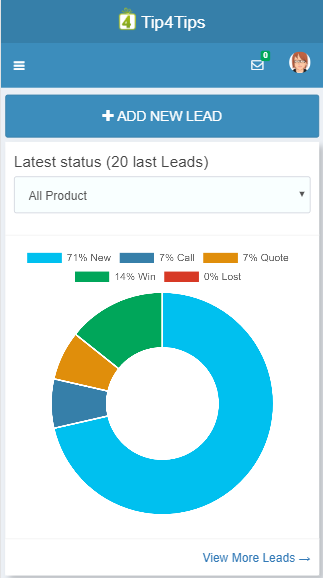 4 Tip4Tips
0
ADD NEW LEAD
Latest status (20 last Leads)
All Product
71% New 7% Call 7% Quote
14% Win 0% Lost
View More Leads →